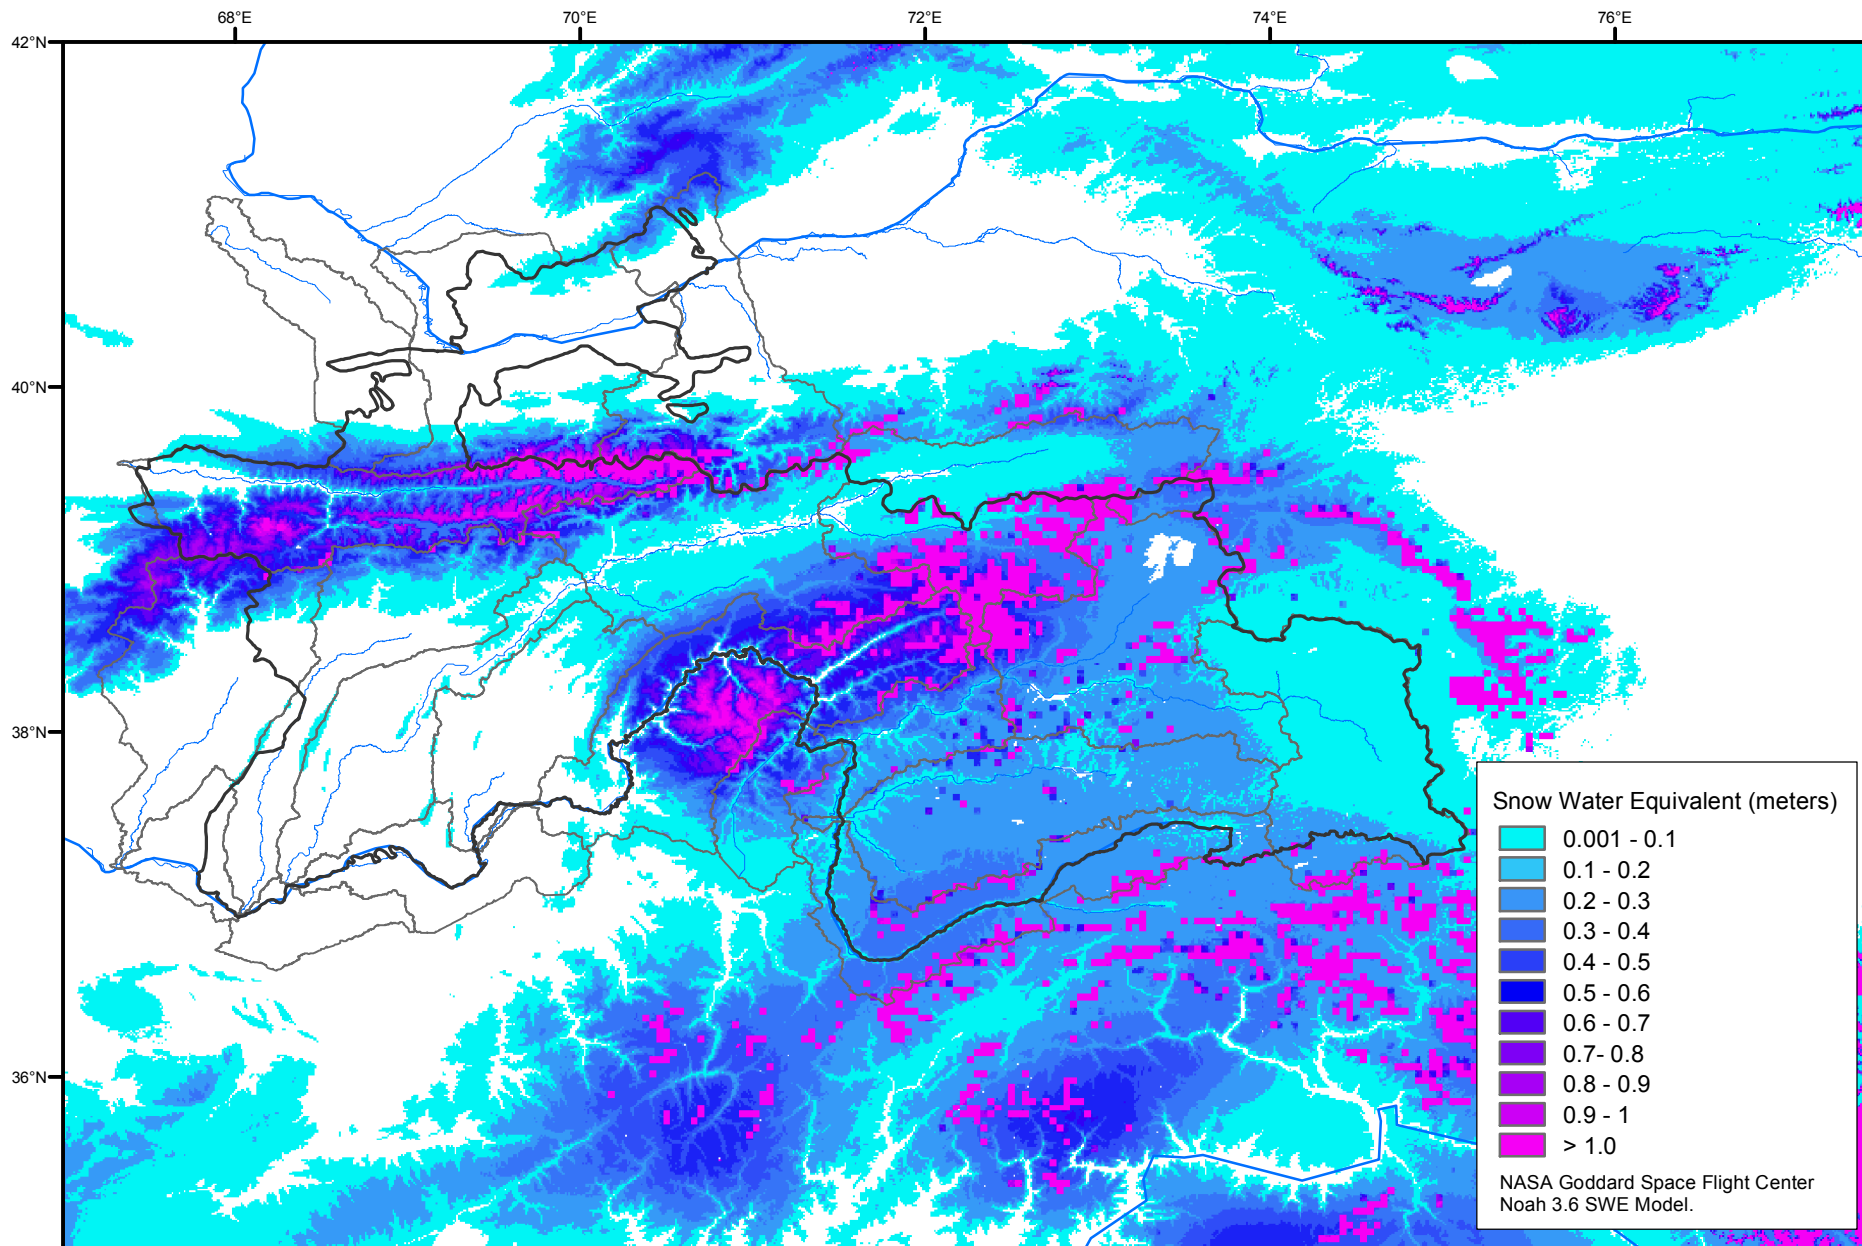 68°E 70°E 72°E 74°E 76°E
42°N
40°N
38°N
36°N
Snow Water Equivalent (meters)
0.001 - 0.1
0.1 - 0.2
0.2 - 0.3
0.3 - 0.4
0.4 - 0.5
0.5 - 0.6
0.6 - 0.7
0.7- 0.8
0.8 - 0.9
0.9 - 1
> 1.0
NASA Goddard Space Flight Center
Noah 3.6 SWE Model.